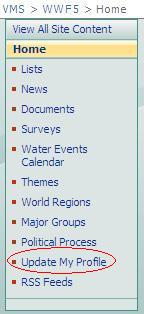 VMS > WWF5 > Home
View All Site Content
Home
Lists
News
Documents
Surveys
Water Events
Calendar
Themes
World Regions
Major Groups
Political Process
Update My Profile
RSS Feeds